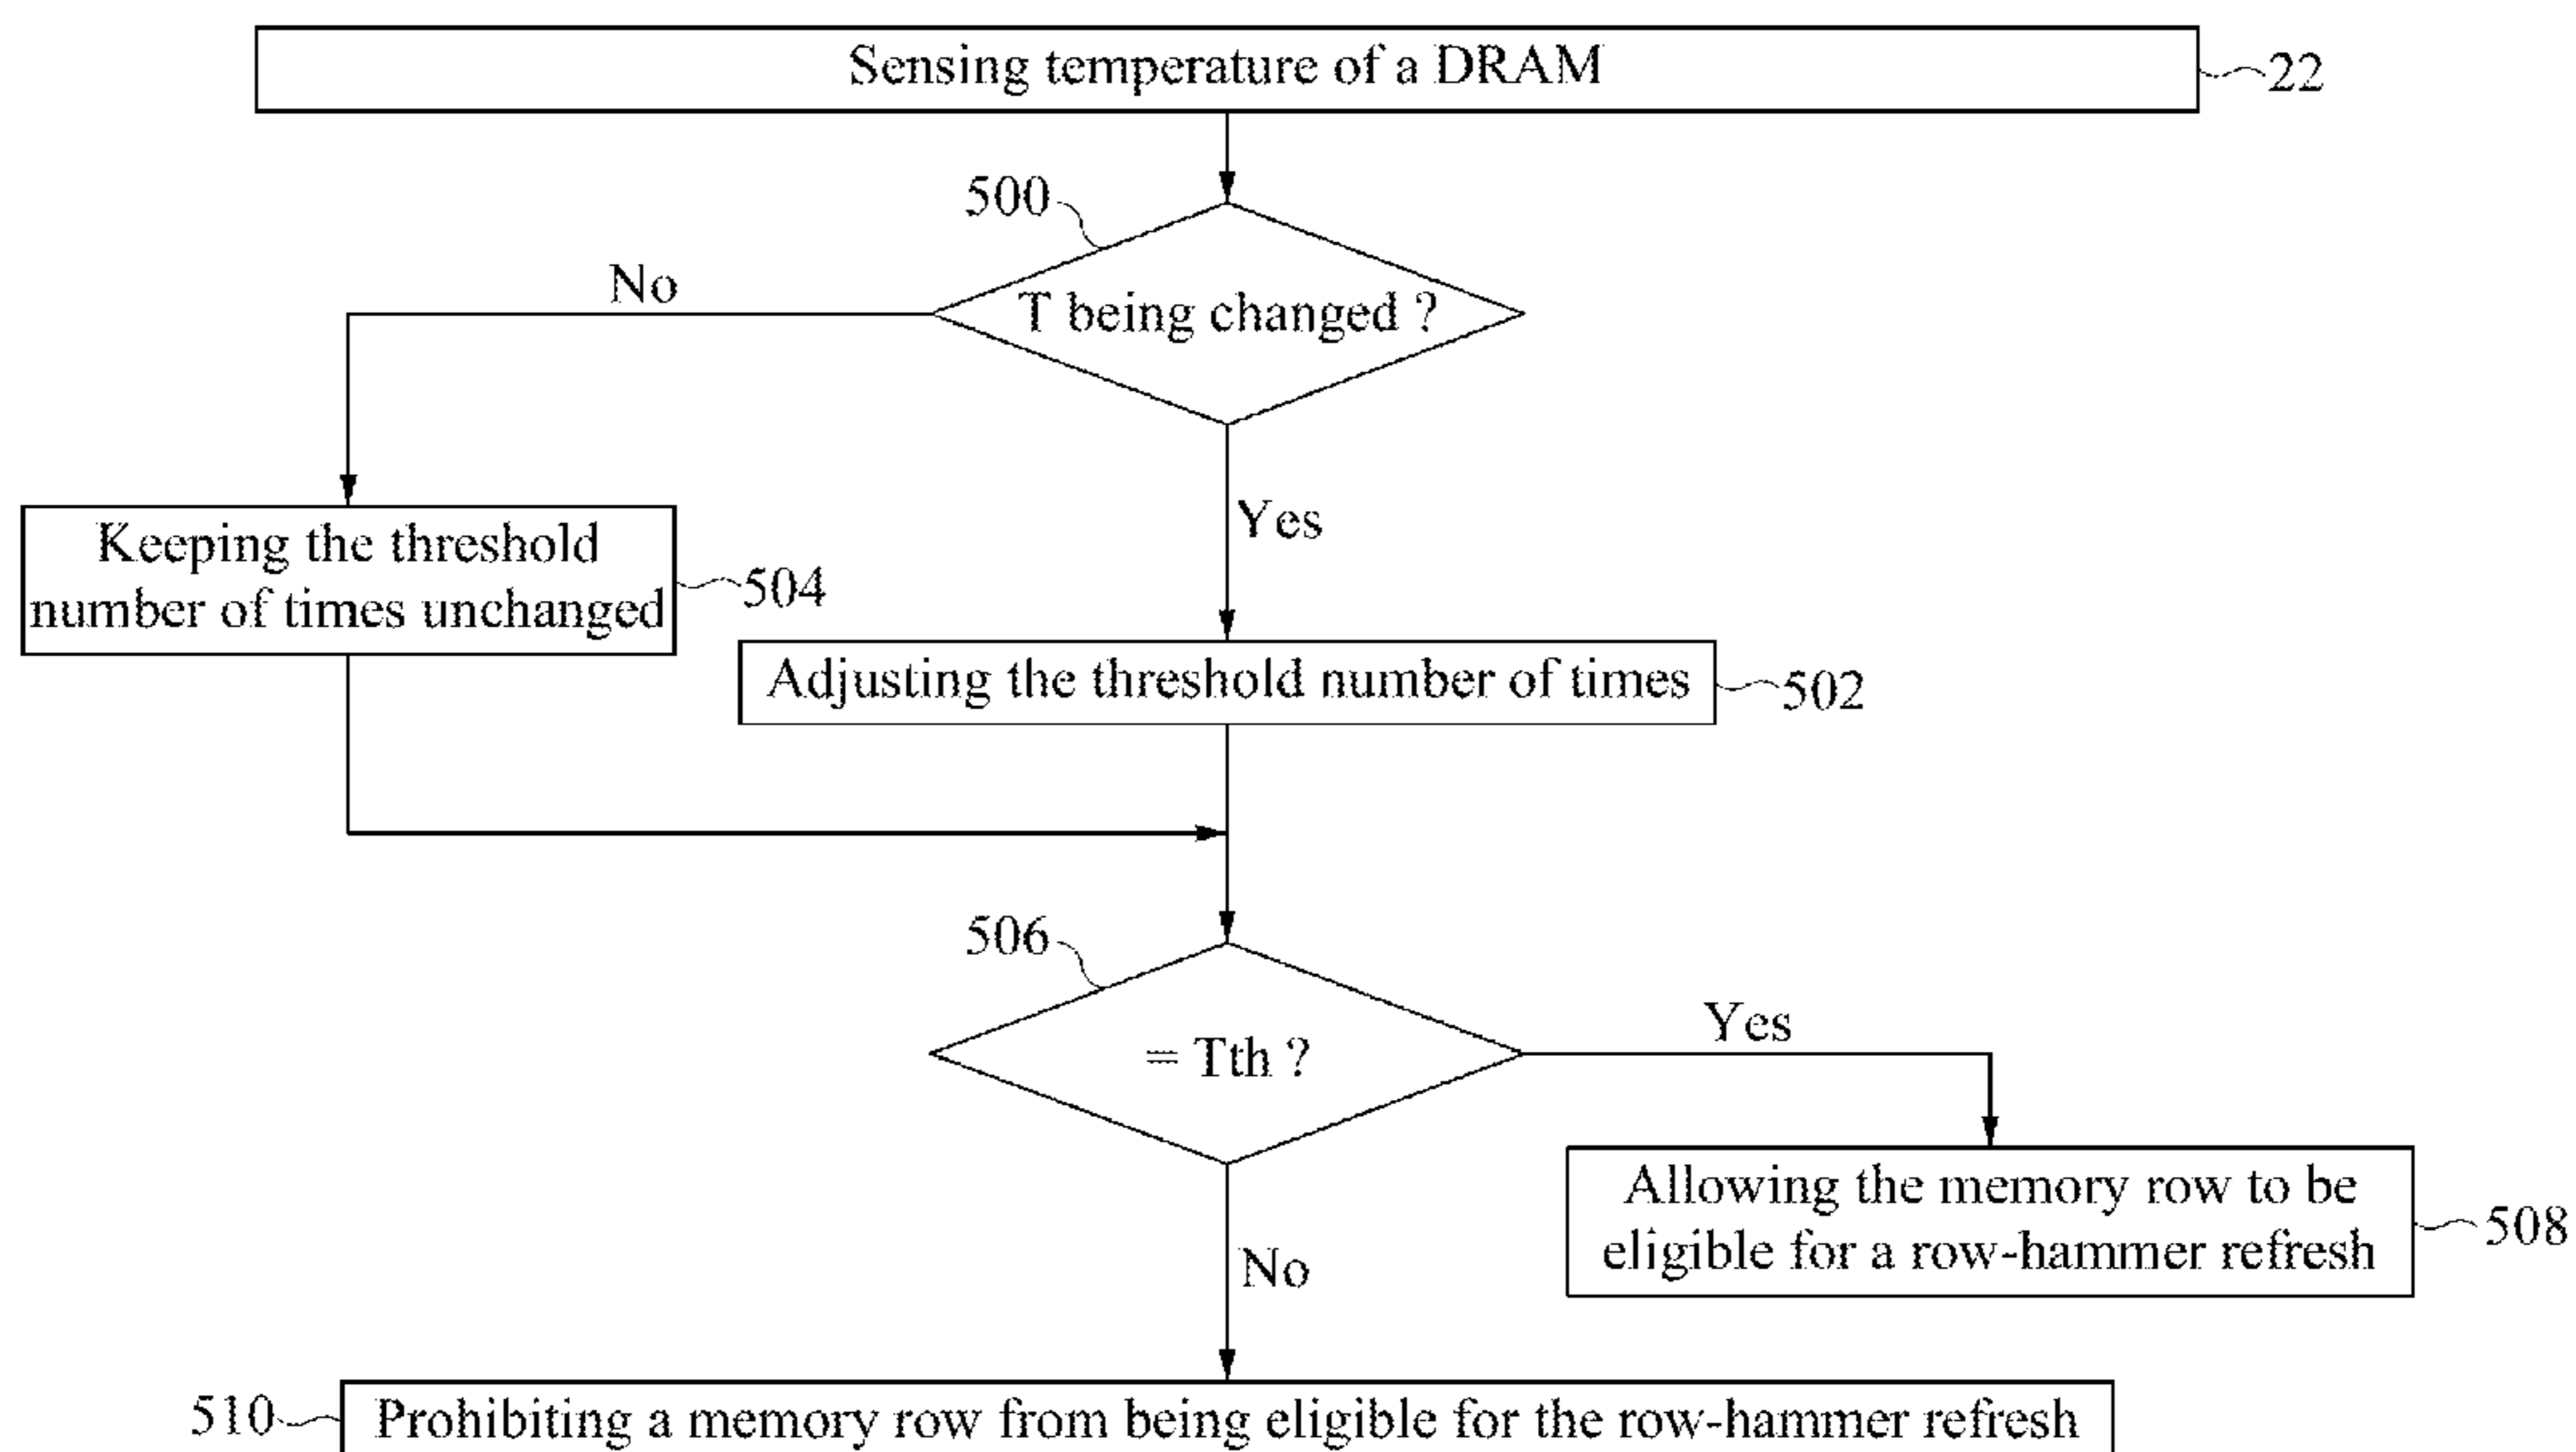 Sensing temperature of a DRAM
22
500
T being changed ?
No
Yes
Keeping the threshold
number of times unchanged
504
Adjusting the threshold number of times
502
506
= Tth ?
Yes
Allowing the memory row to be
eligible for a row-hammer refresh
508
No
510
Prohibiting a memory row from being eligible for the row-hammer refresh